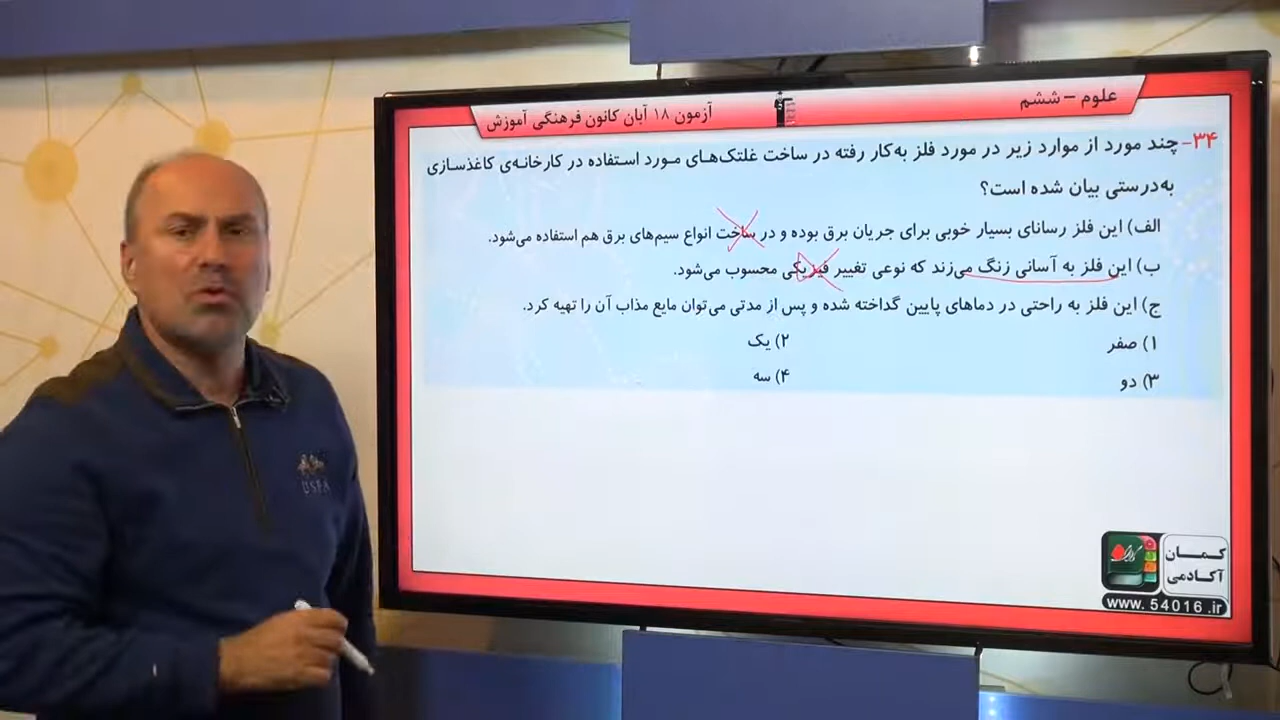 علوم – ششم
آزمون ۱۸ آبان کانون فرهنگی آموزش
۳۴- چند مورد از موارد زیر در مورد فلز به‌کار رفته در ساخت غلتک‌های مورد استفاده در کارخانه‌ی کاغذسازی
به‌درستی بیان شده است؟
الف) این فلز رسانای بسیار خوبی برای جریان برق بوده و در ساخت انواع سیم‌های برق هم استفاده می‌شود.
ب) این فلز به آسانی زنگ می‌زند که نوعی تغییر فیزیکی محسوب می‌شود.
ج) این فلز به راحتی در دماهای پایین گداخته شده و پس از مدتی می‌توان مایع مذاب آن را تهیه کرد.
۱) صفر ۲) یک
۳) دو ۴) سه
کمان
آکادمی
www. 54016 .ir